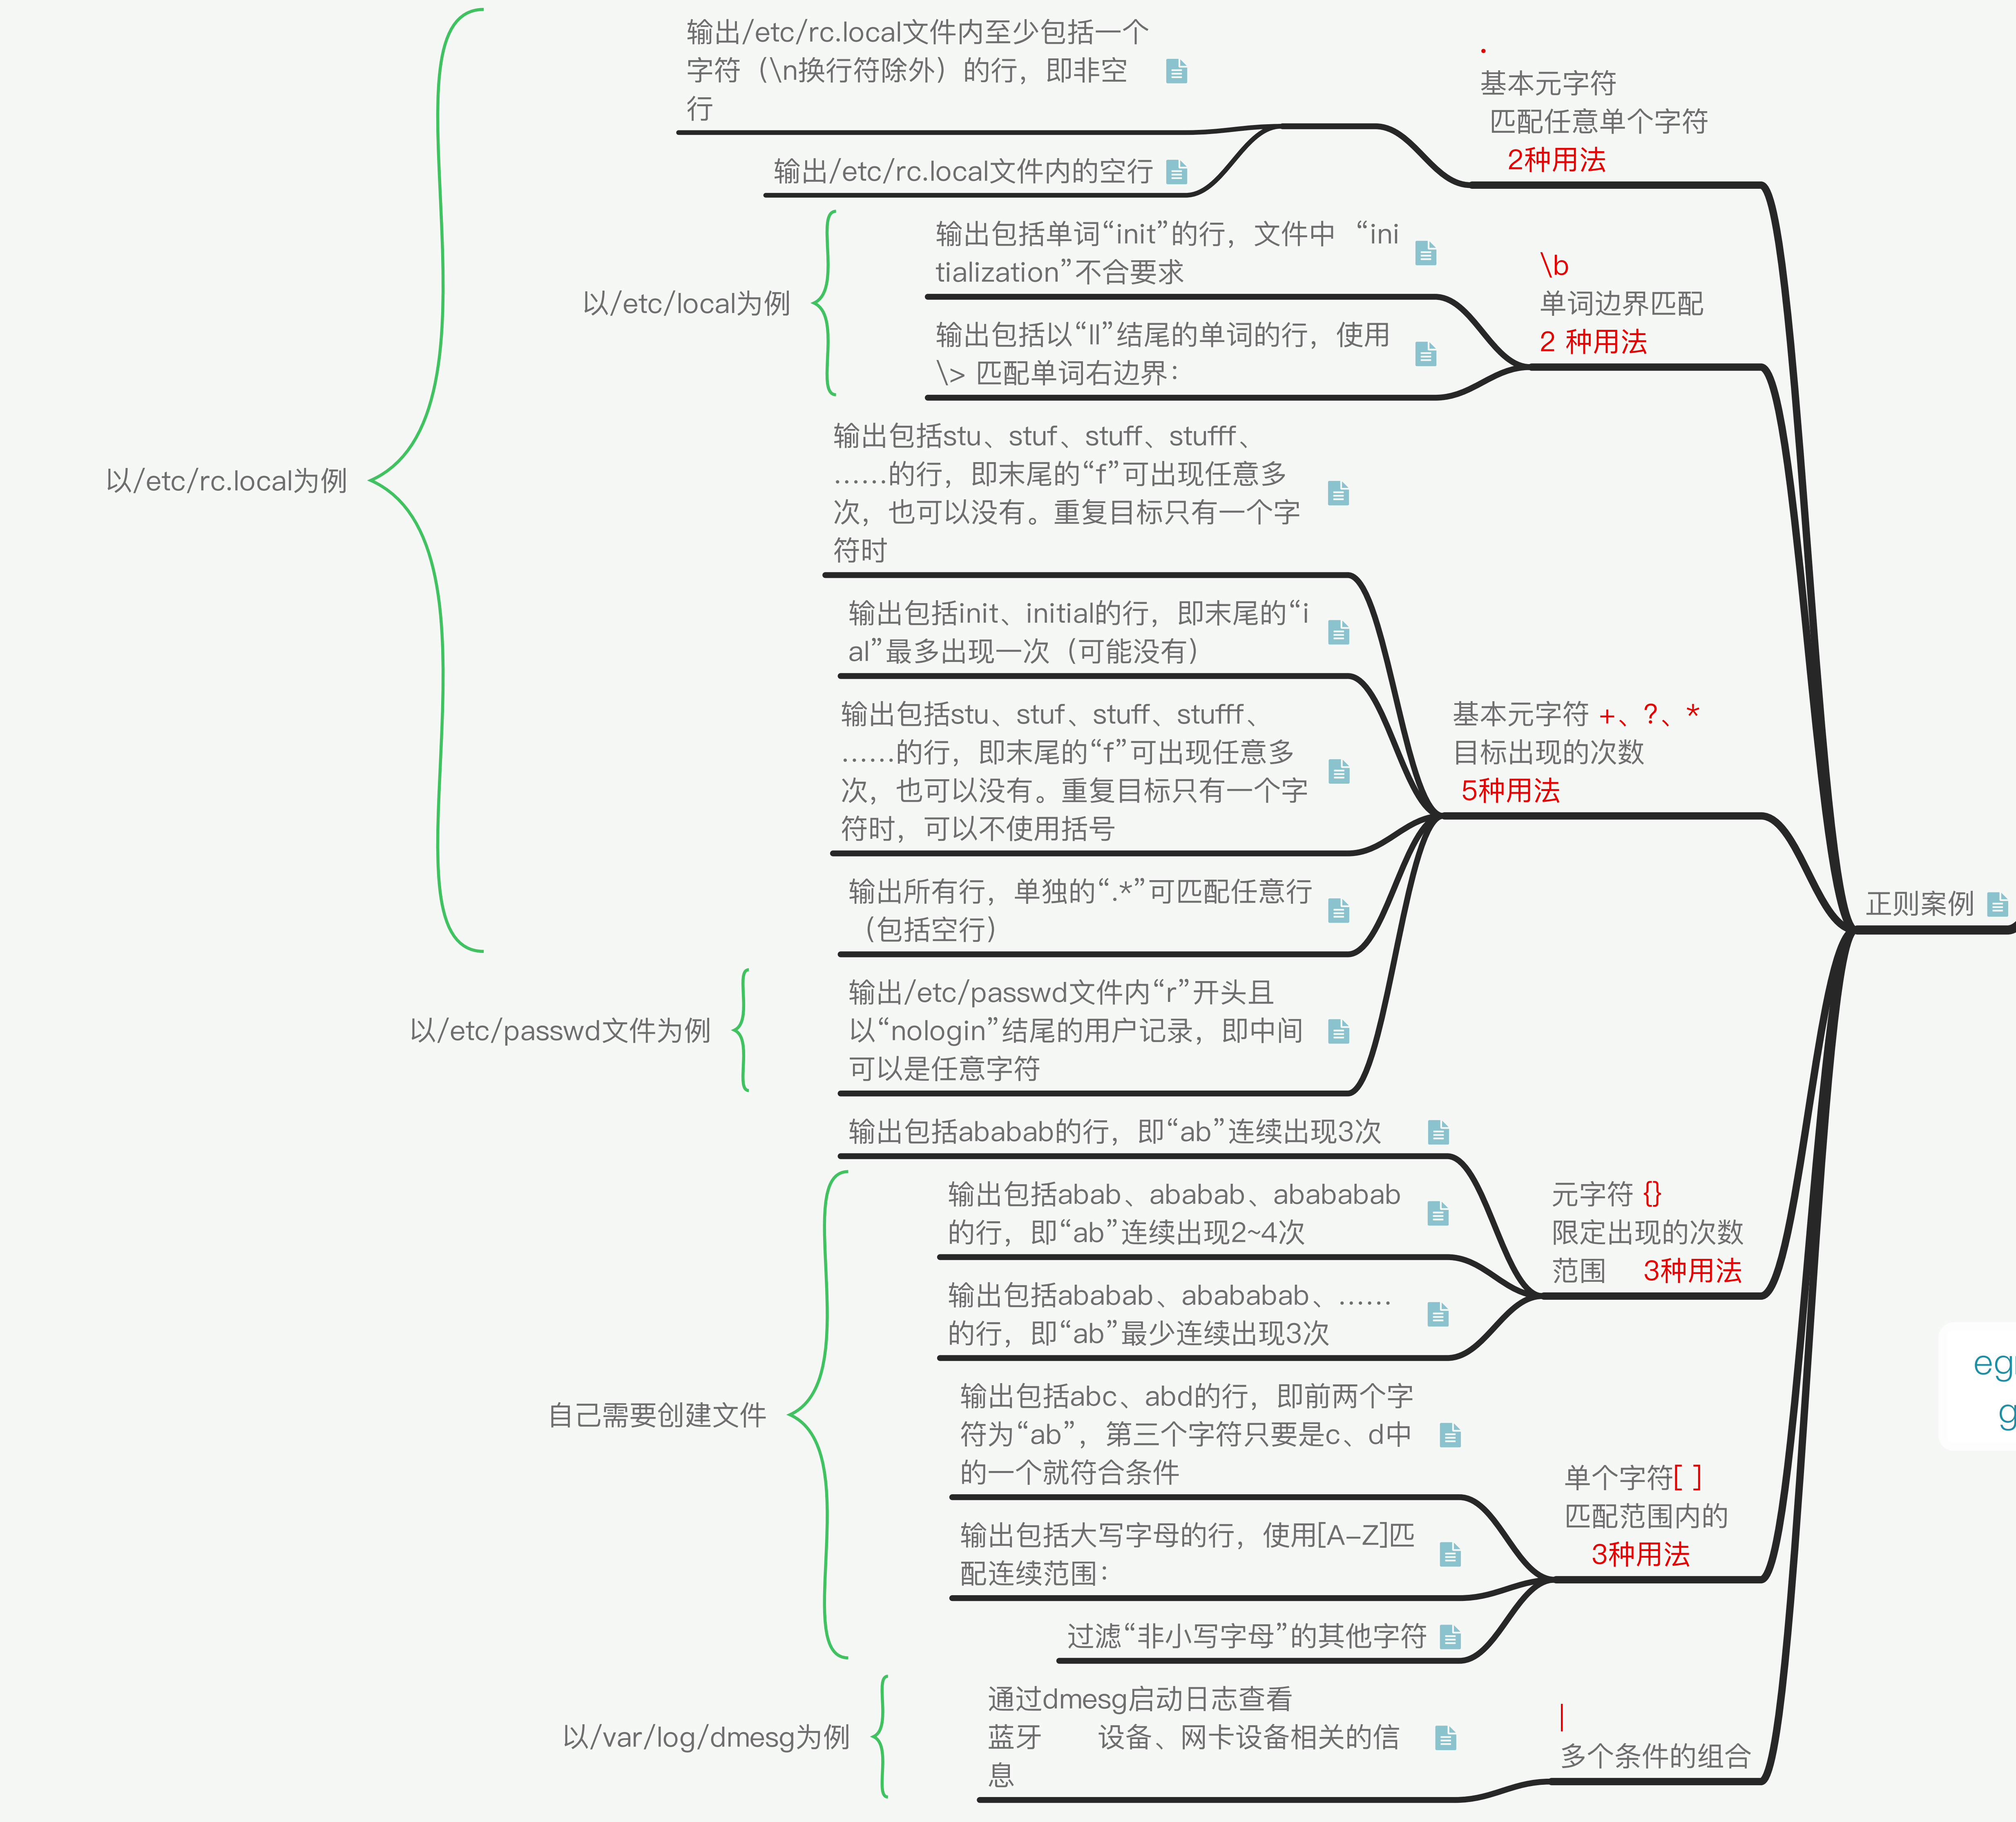 输出/etc/rc.local文件内至少包括一个
字符（\n换行符除外）的行，即非空
行
输出/etc/rc.local文件内的空行
.
基本元字符
匹配任意单个字符
2种用法
以/etc/local为例
输出包括单词“init”的行，文件中 “ini
tialization”不合要求
输出包括以“ll”结尾的单词的行，使用
\> 匹配单词右边界：
\b
单词边界匹配
2 种用法
以/etc/rc.local为例
输出包括stu、stuf、stuff、stufff、
……的行，即末尾的“f”可出现任意多
次，也可以没有。重复目标只有一个字
符时
输出包括init、initial的行，即末尾的“i
al”最多出现一次（可能没有）
输出包括stu、stuf、stuff、stufff、
……的行，即末尾的“f”可出现任意多
次，也可以没有。重复目标只有一个字
符时，可以不使用括号
输出所有行，单独的“.*”可匹配任意行
（包括空行）
以/etc/passwd文件为例
输出/etc/passwd文件内“r”开头且
以“nologin”结尾的用户记录，即中间
可以是任意字符
基本元字符 +、?、*
目标出现的次数
5种用法
正则案例
输出包括ababab的行，即“ab”连续出现3次
输出包括abab、ababab、abababab
的行，即“ab”连续出现2~4次
输出包括ababab、abababab、……
的行，即“ab”最少连续出现3次
元字符 {}
限定出现的次数
范围 3种用法
自己需要创建文件
输出包括abc、abd的行，即前两个字
符为“ab”，第三个字符只要是c、d中
的一个就符合条件
输出包括大写字母的行，使用[A-Z]匹
配连续范围：
过滤“非小写字母”的其他字符
单个字符[ ]
匹配范围内的
3种用法
eg
g
以/var/log/dmesg为例
通过dmesg启动日志查看
蓝牙 设备、网卡设备相关的信
息
|
多个条件的组合